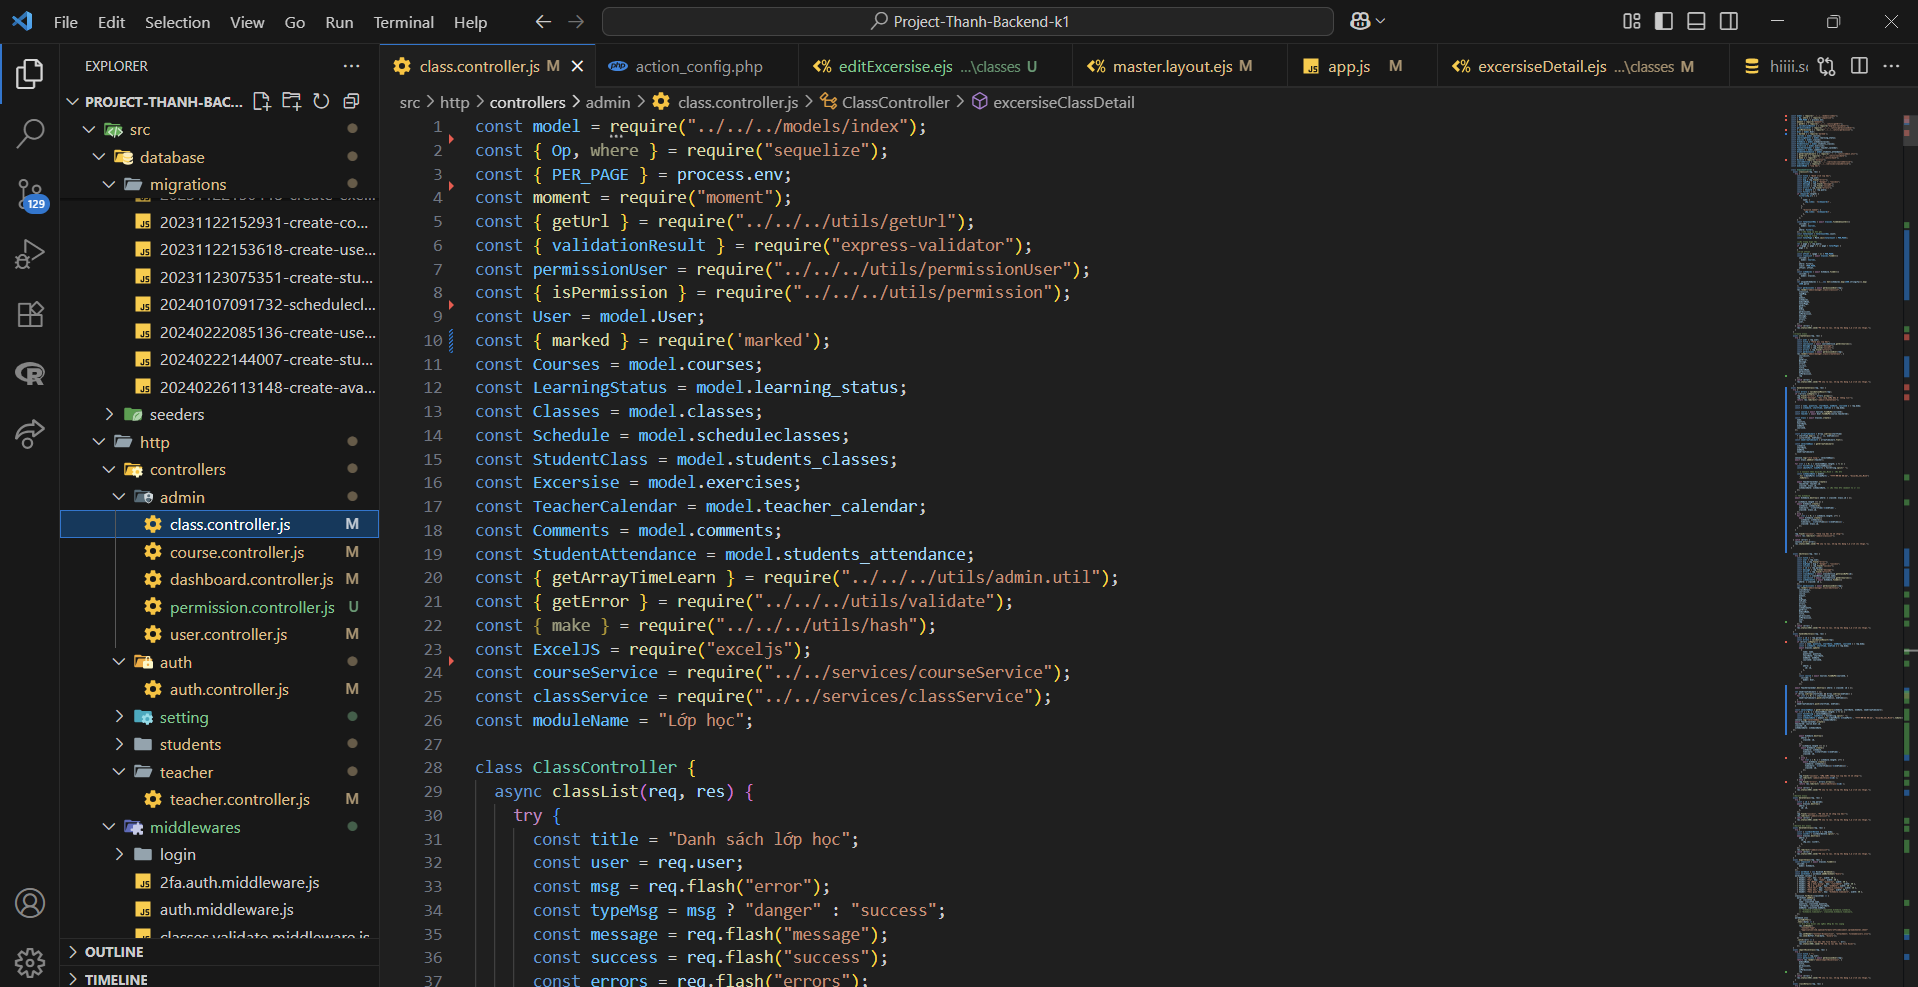 File Edit Selection View Go Run Terminal Help
Project-Thanh-Backend-k1
EXPLORER
PROJECT-THANH-BAC...
src
database
migrations
20231122152931-create-co...
20231122153618-create-use...
20231123075351-create-stu...
20240107091732-schedulecl...
20240222085136-create-use...
20240222144007-create-stu...
20240226113148-create-ava...
seeders
http
controllers
admin
class.controller.js M
course.controller.js M
dashboard.controller.js M
permission.controller.js U
user.controller.js M
auth
auth.controller.js M
setting
students
teacher
teacher.controller.js M
middlewares
login
2fa.auth.middleware.js
auth.middleware.js
classes.validate.middleware.js
OUTLINE
TIMELINE
129
class.controller.js M
action_config.php
editExcersise.ejs ...\classes U
master.layout.ejs M
app.js M
excersiseDetail.ejs ...\classes M
hiiii.sq
src > http > controllers > admin > class.controller.js > ClassController > excersiseClassDetail
1 const model = require("../../../models/index");
2 const { Op, where } = require("sequelize");
3 const { PER_PAGE } = process.env;
4 const moment = require("moment");
5 const { getUrl } = require("../../../utils/getUrl");
6 const { validationResult } = require("express-validator");
7 const permissionUser = require("../../../utils/permissionUser");
8 const { isPermission } = require("../../../utils/permission");
9 const User = model.User;
10 const { marked } = require('marked');
11 const Courses = model.courses;
12 const LearningStatus = model.learning_status;
13 const Classes = model.classes;
14 const Schedule = model.scheduleclasses;
15 const StudentClass = model.students_classes;
16 const Excersise = model.exercises;
17 const TeacherCalendar = model.teacher_calendar;
18 const Comments = model.comments;
19 const StudentAttendance = model.students_attendance;
20 const { getArrayTimeLearn } = require("../../../utils/admin.util");
21 const { getError } = require("../../../utils/validate");
22 const { make } = require("../../../utils/hash");
23 const ExcelJS = require("exceljs");
24 const courseService = require("../../services/courseService");
25 const classService = require("../../services/classService");
26 const moduleName = "Lớp học";
27
28 class ClassController {
29 async classList(req, res) {
30 try {
31 const title = "Danh sách lớp học";
32 const user = req.user;
33 const msg = req.flash("error");
34 const typeMsg = msg ? "danger" : "success";
35 const message = req.flash("message");
36 const success = req.flash("success");
37 const errors = req.flash("errors");